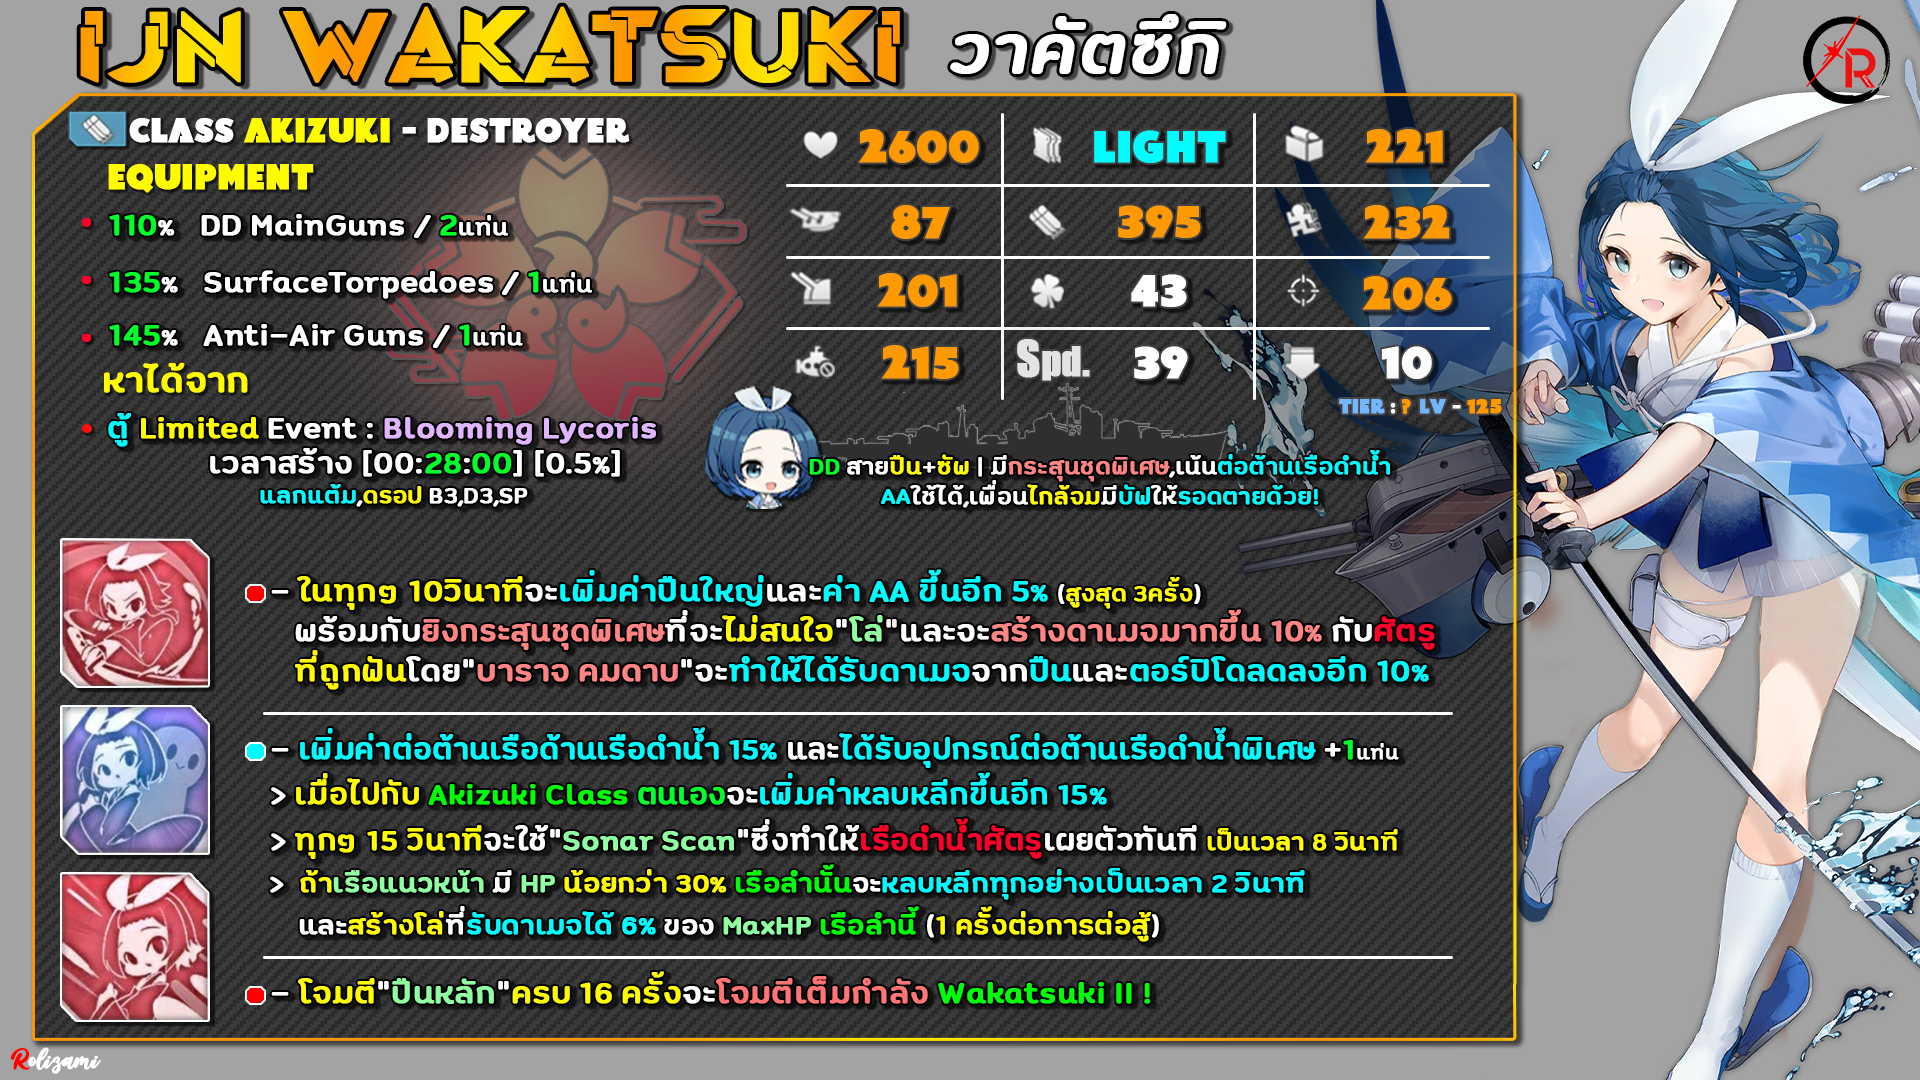 IJN WAKATSUKI วาคัตซึกิ
R
CLASS AKIZUKI - DESTROYER
EQUIPMENT
110% DD MainGuns / 2แท่น
135% SurfaceTorpedoes / 1แท่น
145% Anti-Air Guns / 1แท่น
หาได้จาก
ตู้ Limited Event : Blooming Lycoris
เวลาสร้าง [00:28:00] [0.5%]
แลกแต้ม,ดรอป B3,D3,SP
2600 LIGHT 221
87 395 232
201 43 206
215 Spd. 39 10
TIER : ? LV - 125
DD สายปืน+ซัพ | มีกระสุนชุดพิเศษ,เน้นต่อต้านเรือดำน้ำ
AAใช้ได้,เพื่อนใกล้จมมีบัฟให้รอดตายด้วย!
- ในทุกๆ 10วินาทีจะเพิ่มค่าปืนใหญ่และค่า AA ขึ้นอีก 5% (สูงสุด 3ครั้ง)
พร้อมกับยิงกระสุนชุดพิเศษที่จะไม่สนใจ"โล่"และจะสร้างดาเมจมากขึ้น 10% กับศัตรู
ที่ถูกฟันโดย"บาราจ คมดาบ"จะทำให้ได้รับดาเมจจากปืนและตอร์ปิโดลดลงอีก 10%
- เพิ่มค่าต่อต้านเรือด้านเรือดำน้ำ 15% และได้รับอุปกรณ์ต่อต้านเรือดำน้ำพิเศษ +1แท่น
> เมื่อไปกับ Akizuki Class ตนเองจะเพิ่มค่าหลบหลีกขึ้นอีก 15%
> ทุกๆ 15 วินาทีจะใช้"Sonar Scan"ซึ่งทำให้เรือดำน้ำศัตรูเผยตัวทันที เป็นเวลา 8 วินาที
> ถ้าเรือแนวหน้า มี HP น้อยกว่า 30% เรือลำนั้นจะหลบหลีกทุกอย่างเป็นเวลา 2 วินาที
และสร้างโล่ที่รับดาเมจได้ 6% ของ MaxHP เรือลำนี้ (1 ครั้งต่อการต่อสู้)
- โจมตี"ปืนหลัก"ครบ 16 ครั้งจะโจมตีเต็มกำลัง Wakatsuki II !
Rolizami